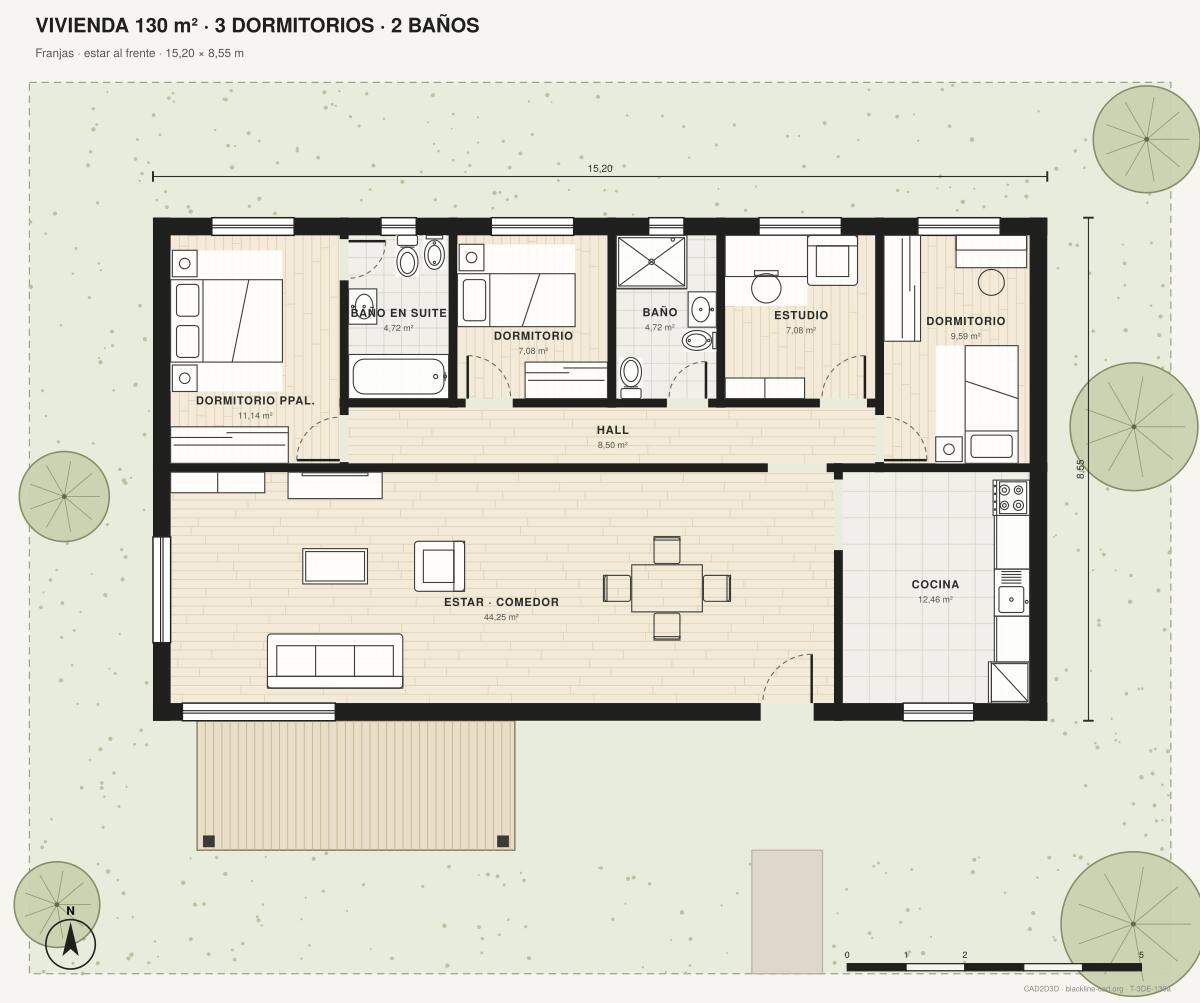 VIVIENDA 130 m² · 3 DORMITORIOS · 2 BAÑOS
Franjas · estar al frente · 15,20 × 8,55 m
15,20
BAÑO EN SUITE
4,72 m²
DORMITORIO
7,08 m²
BAÑO
4,72 m²
ESTUDIO
7,08 m²
DORMITORIO
9,59 m²
DORMITORIO PPAL.
11,14 m²
HALL
8,50 m²
8,55
ESTAR · COMEDOR
44,25 m²
COCINA
12,46 m²
N
0 1 2 5